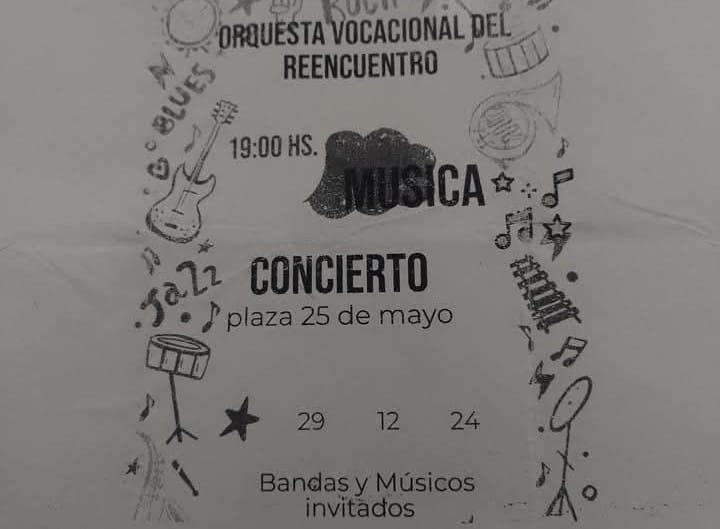 ROCK
ORQUESTA VOCACIONAL DEL
REENCUENTRO
BLUES
19:00 HS.
MUSICA
JaZZ
CONCIERTO
plaza 25 de mayo
29 12 24
Bandas y Músicos
invitados